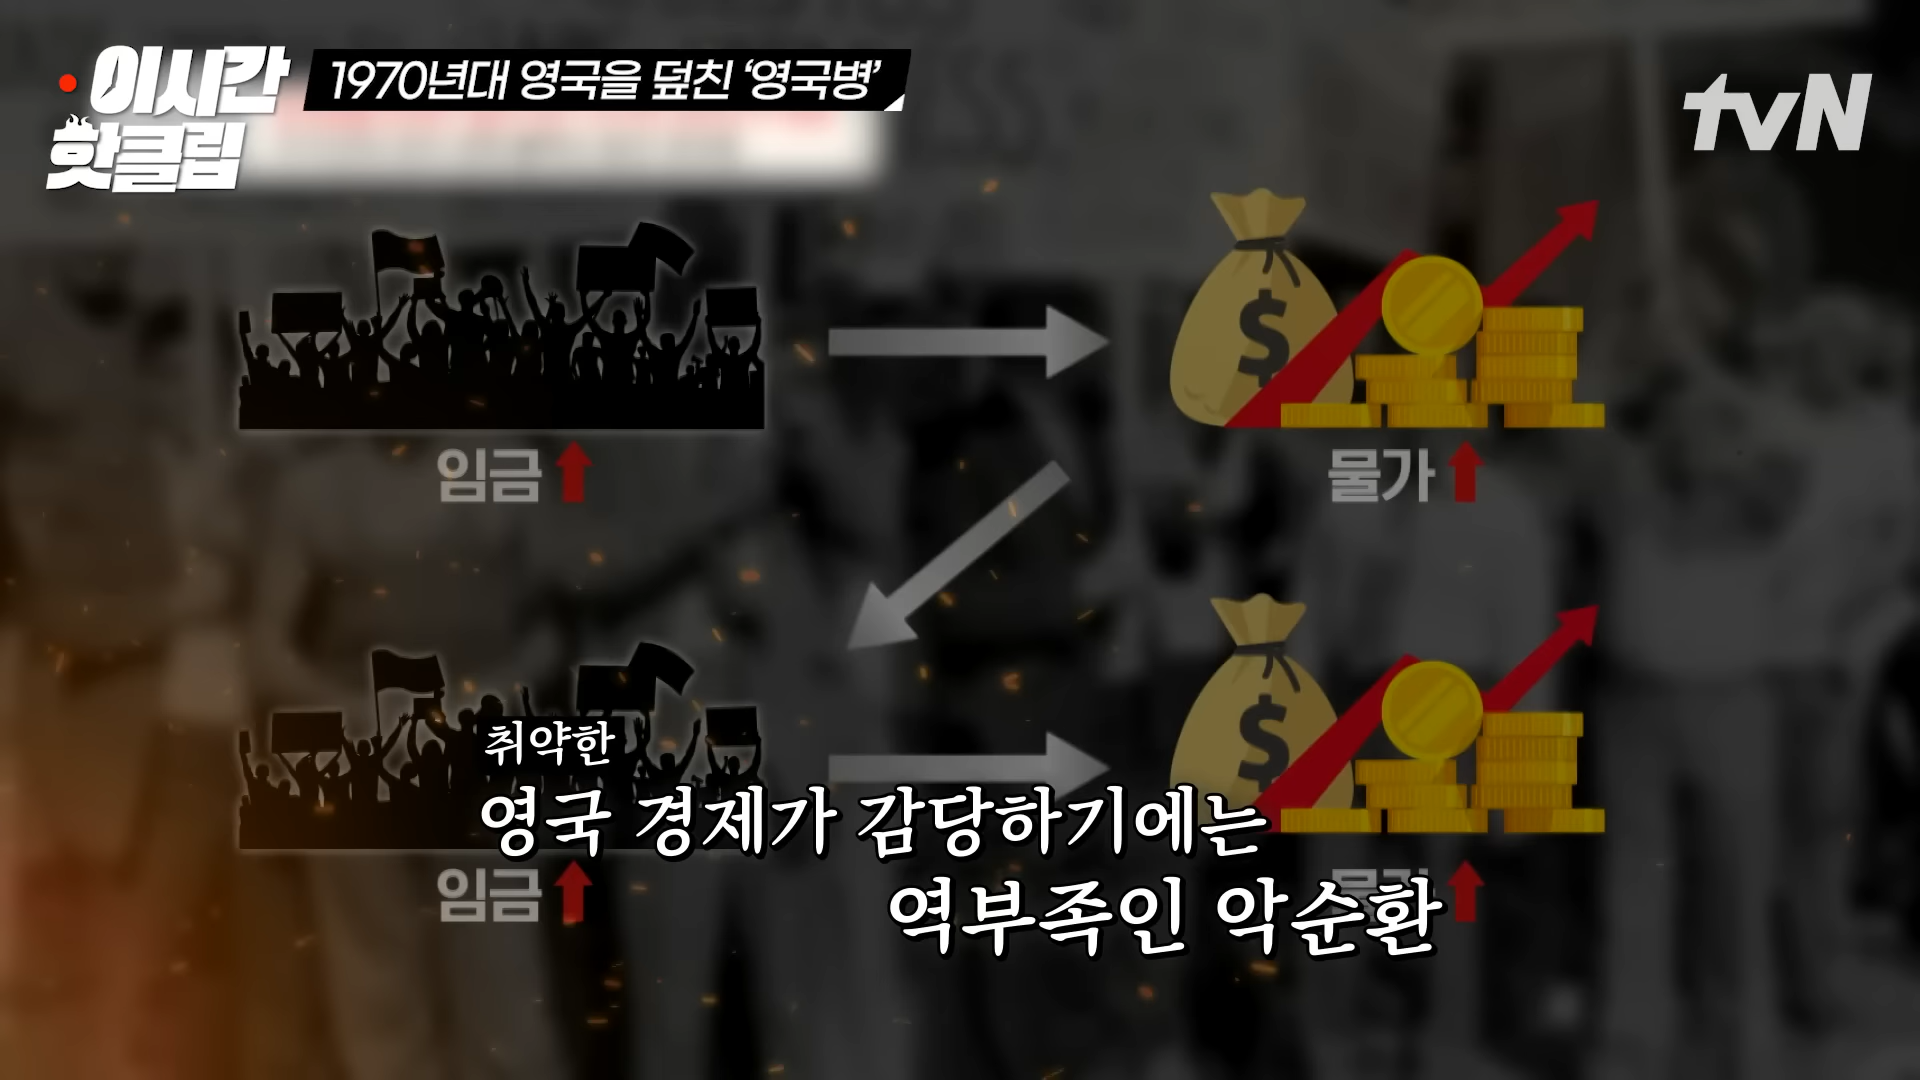 이시간
핫클립
1970년대 영국을 덮친 '영국병'
tvN
$
임금
물가
$
취약한
영국 경제가 감당하기에는
역부족인 악순환
임금
물가